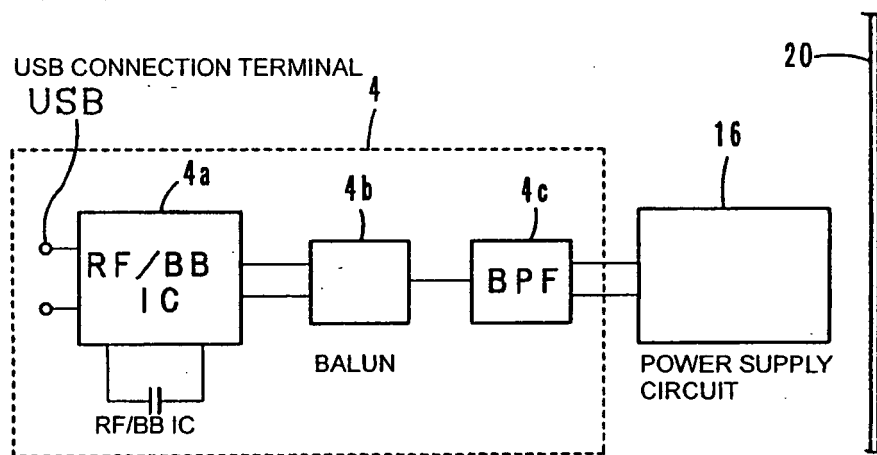 20
USB CONNECTION TERMINAL
USB
4
16
4a
4b
4c
RF/BB
IC
BPF
BALUN
POWER SUPPLY
CIRCUIT
RF/BB IC